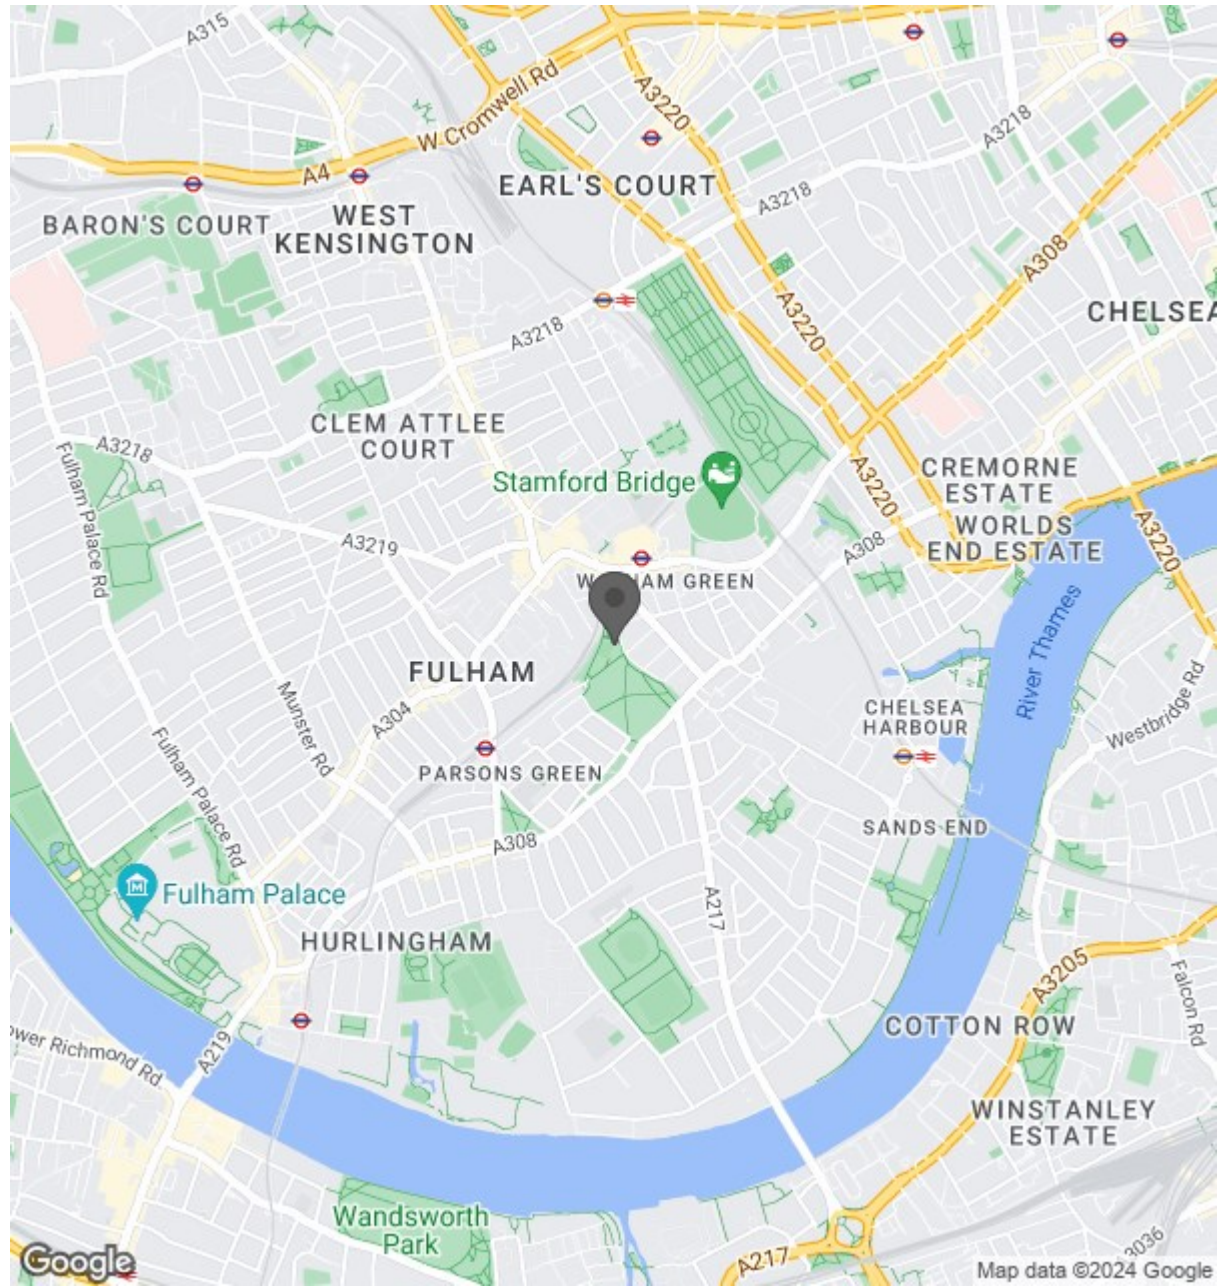 A315
W Cromwell Rd
A3220
A3218
A4
EARL'S COURT
A3218
BARON'S COURT
WEST
KENSINGTON
A308
A3220
CHELSEA
A3218
CLEM ATTLEE
COURT
A3218
Fulham Palace Rd
Stamford Bridge
CREMORNE
ESTATE
A3220
WORLDS
END ESTATE
A3220
A3219
A308
GREEN
River Thames
FULHAM
Munster Rd
A304
CHELSEA
HARBOUR
Westbridge Rd
Fulham Palace Rd
PARSONS GREEN
SANDS END
A308
A217
Fulham Palace
HURLINGHAM
A3205
Falcon Rd
COTTON ROW
ower Richmond Rd
A219
WINSTANLEY
ESTATE
Wandsworth
Park
A217
A3036
Google
Map data ©2024 Google